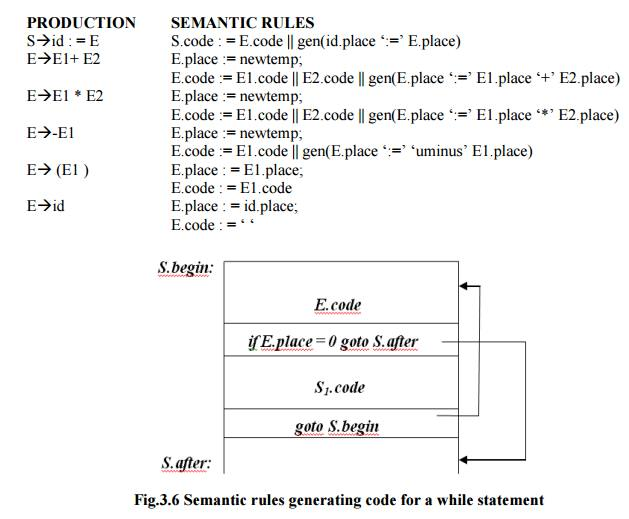 PRODUCTION SEMANTIC RULES
S→id : = E S.code : = E.code || gen(id.place ‘:=’ E.place)
E→E1+ E2 E.place := newtemp;
E.code := E1.code || E2.code || gen(E.place ‘:=’ E1.place ‘+’ E2.place)
E→E1 * E2 E.place := newtemp;
E.code := E1.code || E2.code || gen(E.place ‘:=’ E1.place ‘*’ E2.place)
E→-E1 E.place := newtemp;
E.code := E1.code || gen(E.place ‘:=’ ‘uminus’ E1.place)
E→ (E1 ) E.place : = E1.place;
E.code : = E1.code
E→id E.place : = id.place;
E.code : = ‘ ‘
S.begin:
E.code
if E.place = 0 goto S.after
S1.code
goto S.begin
S.after:
Fig.3.6 Semantic rules generating code for a while statement